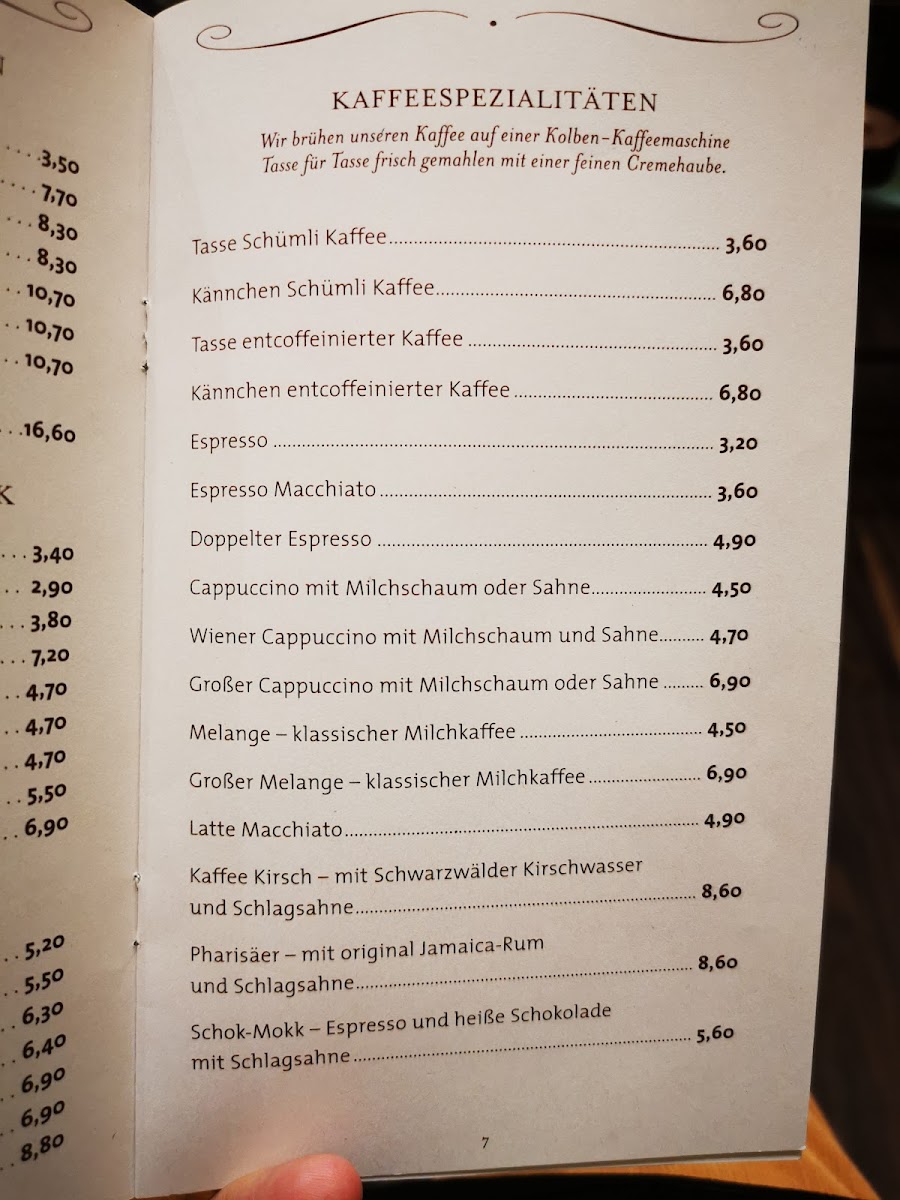 N
3,50
7,70
8,30
8,30
10,70
10,70
10,70
16,60
K
3,40
2,90
3,80
7,20
4,70
4,70
4,70
5,50
6,90
5,20
5,50
6,30
6,40
6,90
6,90
8,80
KAFFEESPEZIALITÄTEN
Wir brühen unseren Kaffee auf einer Kolben-Kaffeemaschine
Tasse für Tasse frisch gemahlen mit einer feinen Cremehaube.
Tasse Schümli Kaffee 3,60
Kännchen Schümli Kaffee 6,80
Tasse entcoffeinierter Kaffee 3,60
Kännchen entcoffeinierter Kaffee 6,80
Espresso 3,20
Espresso Macchiato 3,60
Doppelter Espresso 4,90
Cappuccino mit Milchschaum oder Sahne 4,50
Wiener Cappuccino mit Milchschaum und Sahne 4,70
Großer Cappuccino mit Milchschaum oder Sahne 6,90
Melange – klassischer Milchkaffee 4,50
Großer Melange – klassischer Milchkaffee 6,90
Latte Macchiato 4,90
Kaffee Kirsch – mit Schwarzwälder Kirschwasser
und Schlagsahne 8,60
Pharisäer – mit original Jamaica-Rum
und Schlagsahne 8,60
Schok-Mokk – Espresso und heiße Schokolade
mit Schlagsahne 5,60
7